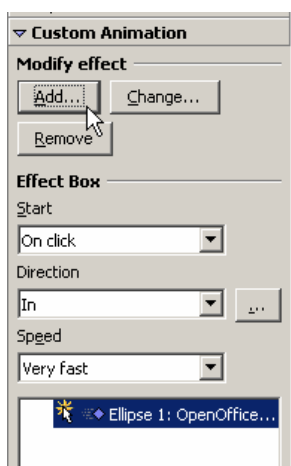 Custom Animation
Modify effect
Add... Change...
Remove
Effect Box
Start
On click
Direction
In ...
Speed
Very fast
Ellipse 1: OpenOffice...